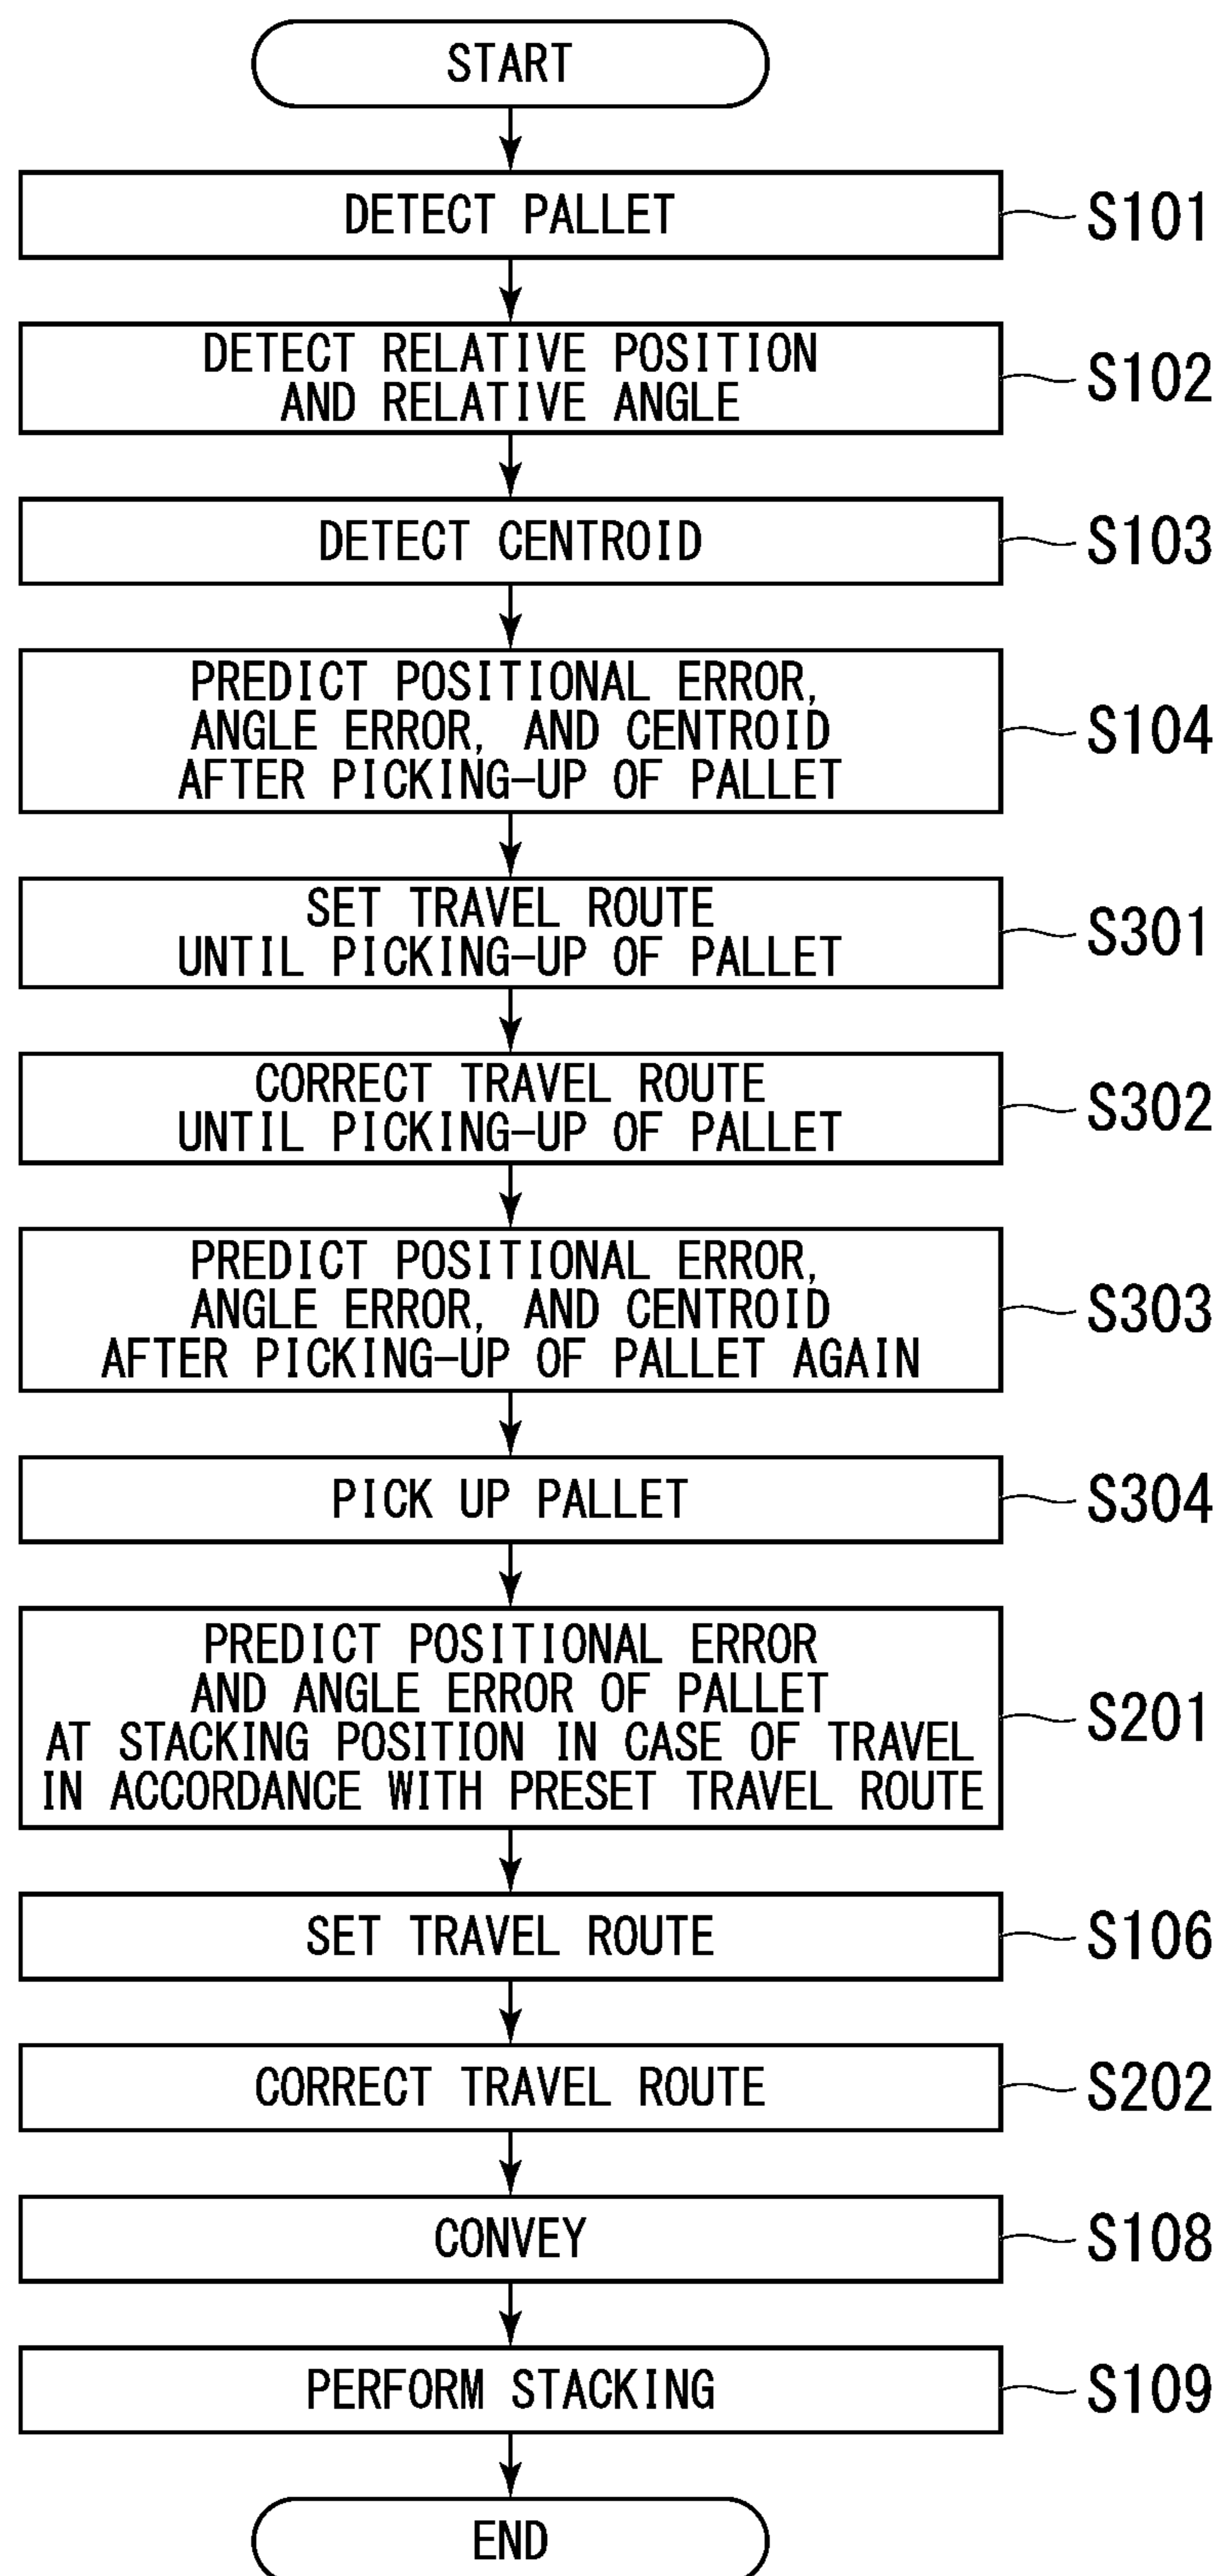 START
DETECT PALLET
S101
DETECT RELATIVE POSITION
AND RELATIVE ANGLE
S102
DETECT CENTROID
S103
PREDICT POSITIONAL ERROR,
ANGLE ERROR, AND CENTROID
AFTER PICKING-UP OF PALLET
S104
SET TRAVEL ROUTE
UNTIL PICKING-UP OF PALLET
S301
CORRECT TRAVEL ROUTE
UNTIL PICKING-UP OF PALLET
S302
PREDICT POSITIONAL ERROR,
ANGLE ERROR, AND CENTROID
AFTER PICKING-UP OF PALLET AGAIN
S303
PICK UP PALLET
S304
PREDICT POSITIONAL ERROR
AND ANGLE ERROR OF PALLET
AT STACKING POSITION IN CASE OF TRAVEL
IN ACCORDANCE WITH PRESET TRAVEL ROUTE
S201
SET TRAVEL ROUTE
S106
CORRECT TRAVEL ROUTE
S202
CONVEY
S108
PERFORM STACKING
S109
END